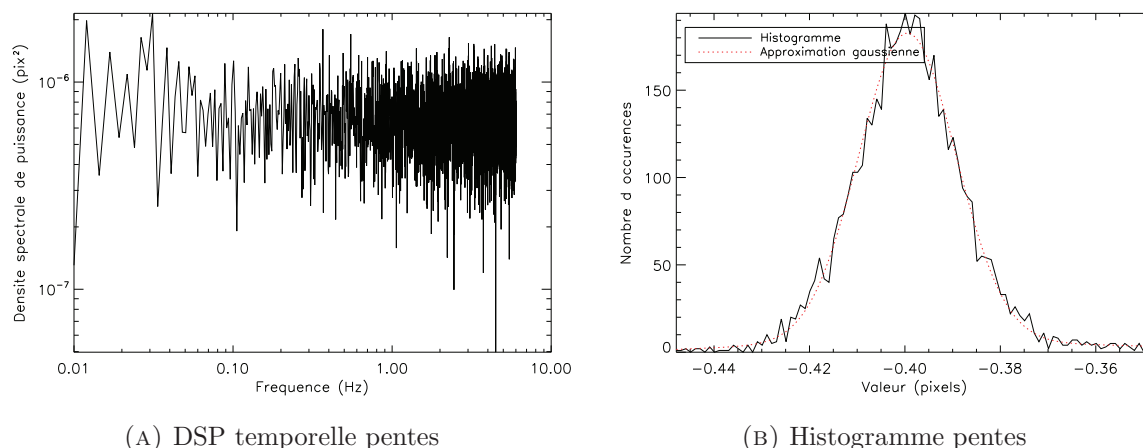 Densite spectrale de puissance (pix²)
10⁻⁶
10⁻⁷
0.01
0.10
1.00
10.00
Frequence (Hz)
(A) DSP temporelle pentes
Nombre d occurences
150
100
50
0
Histogramme
Approximation gaussienne
−0.44
−0.42
−0.40
−0.38
−0.36
Valeur (pixels)
(B) Histogramme pentes